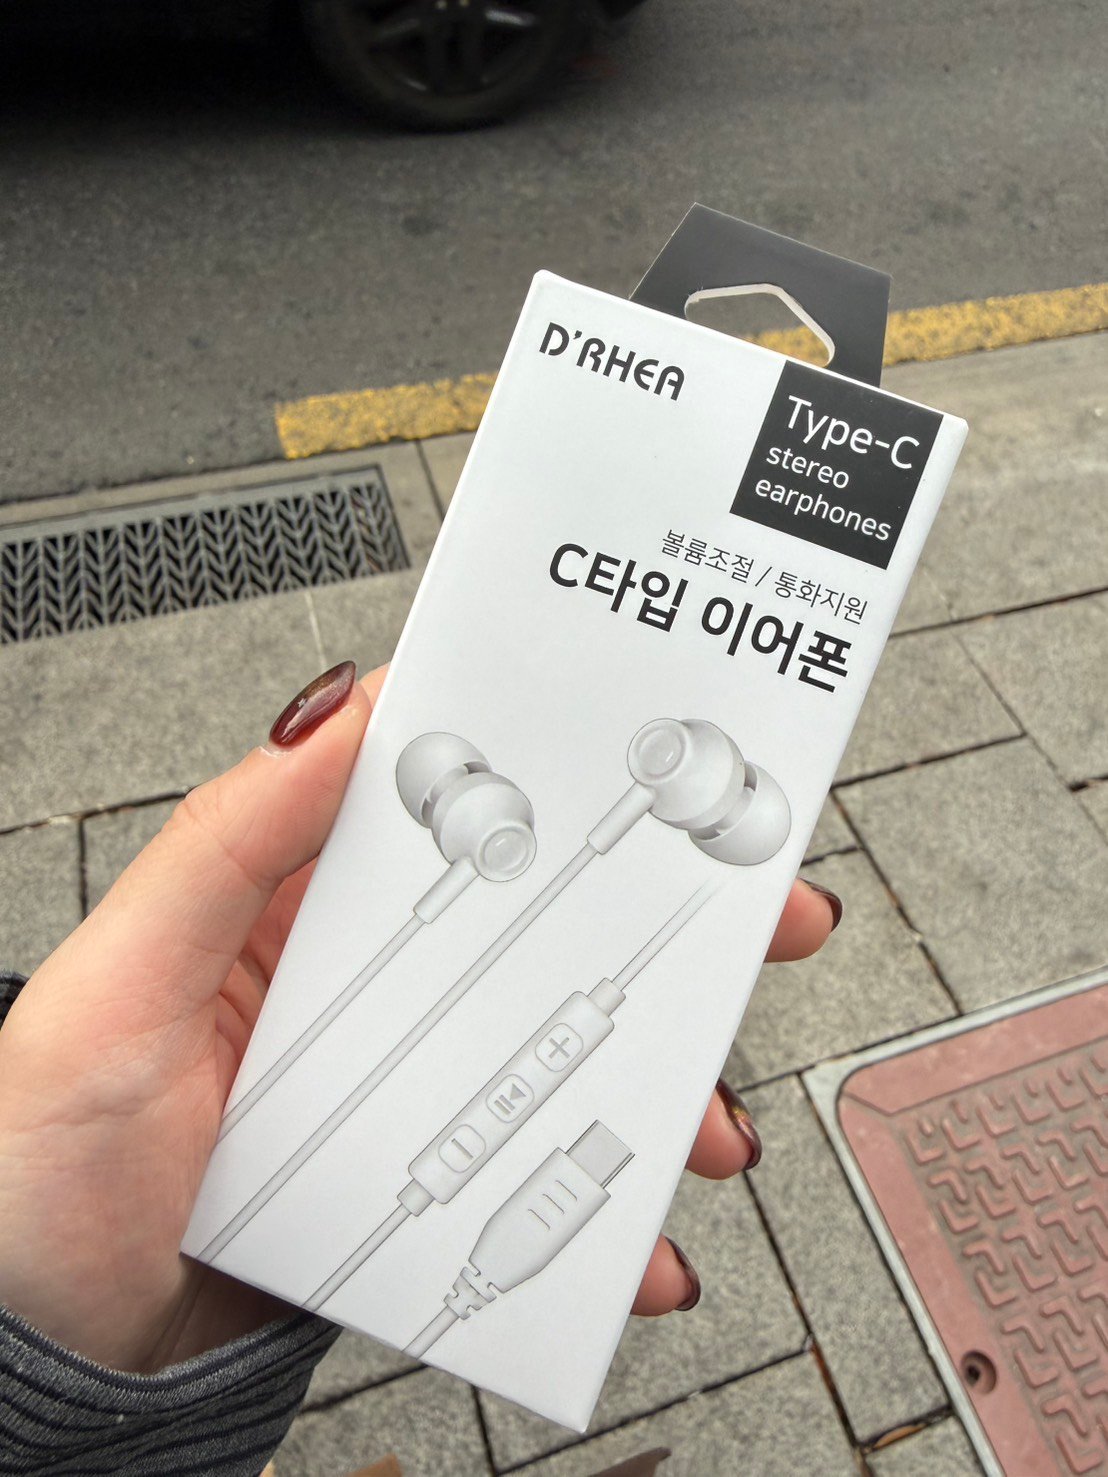 D'RHEA
Type-C
stereo
earphones
볼륨조절 / 통화지원
C타입 이어폰